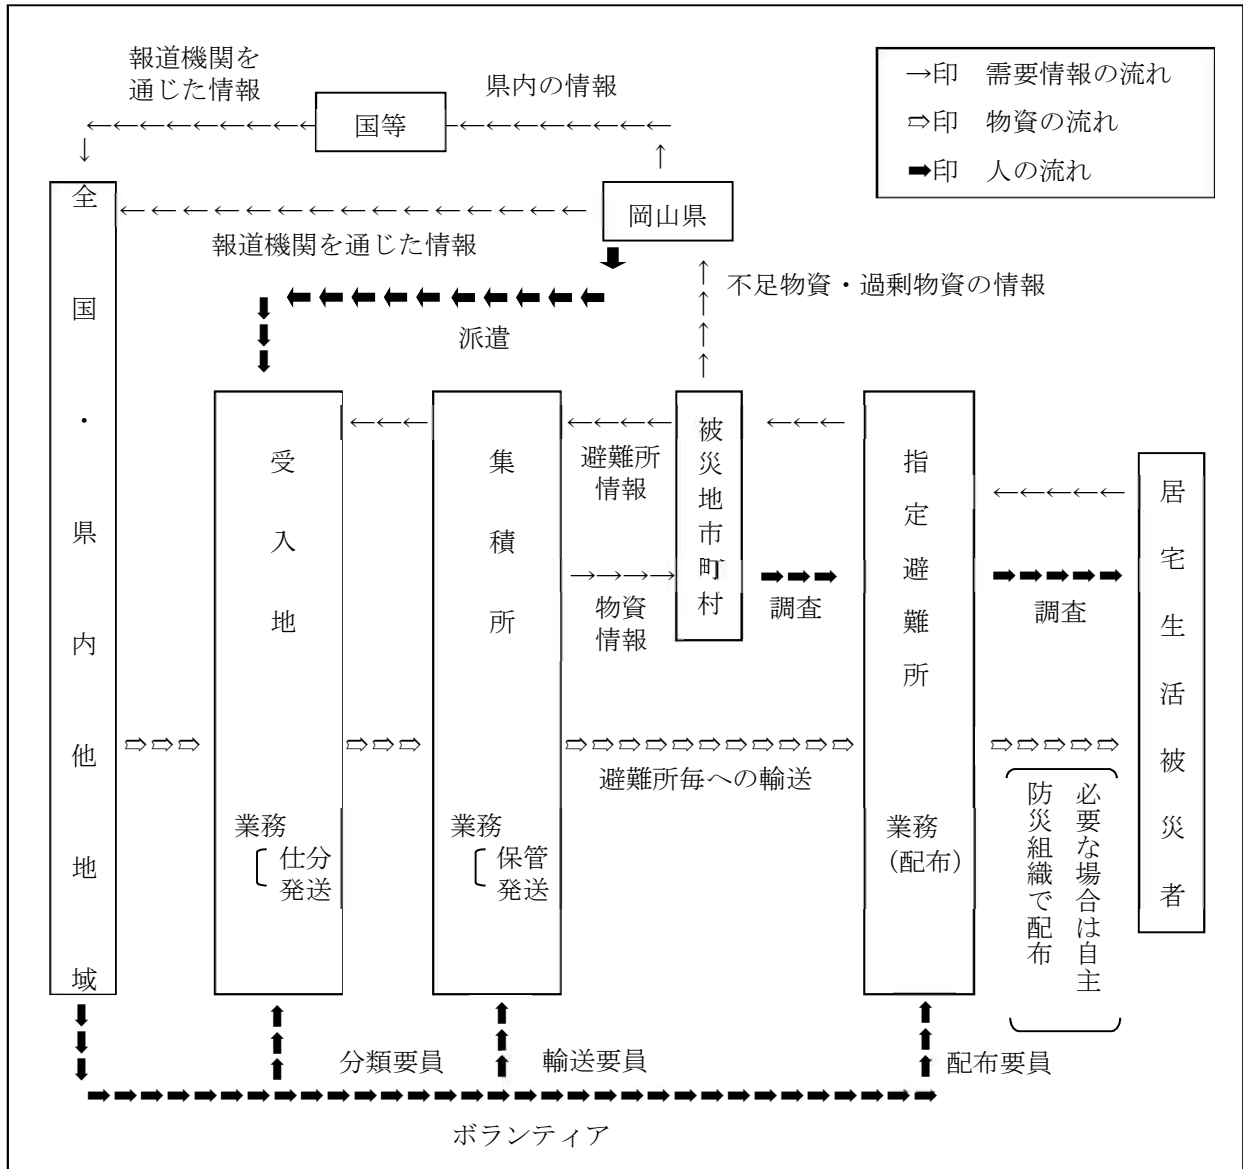 報道機関を
通じた情報
県内の情報
国等
→印 需要情報の流れ
⇨印 物資の流れ
➡印 人の流れ
岡山県
報道機関を通じた情報
不足物資・過剰物資の情報
派遣
全国・県内他地域
受入地
業務
仕分
発送
集積所
業務
保管
発送
避難所
情報
物資
情報
被災地市町村
調査
指定避難所
業務
（配布）
調査
居宅生活被災者
避難所毎への輸送
必要な場合は自主
防災組織で配布
分類要員
輸送要員
配布要員
ボランティア